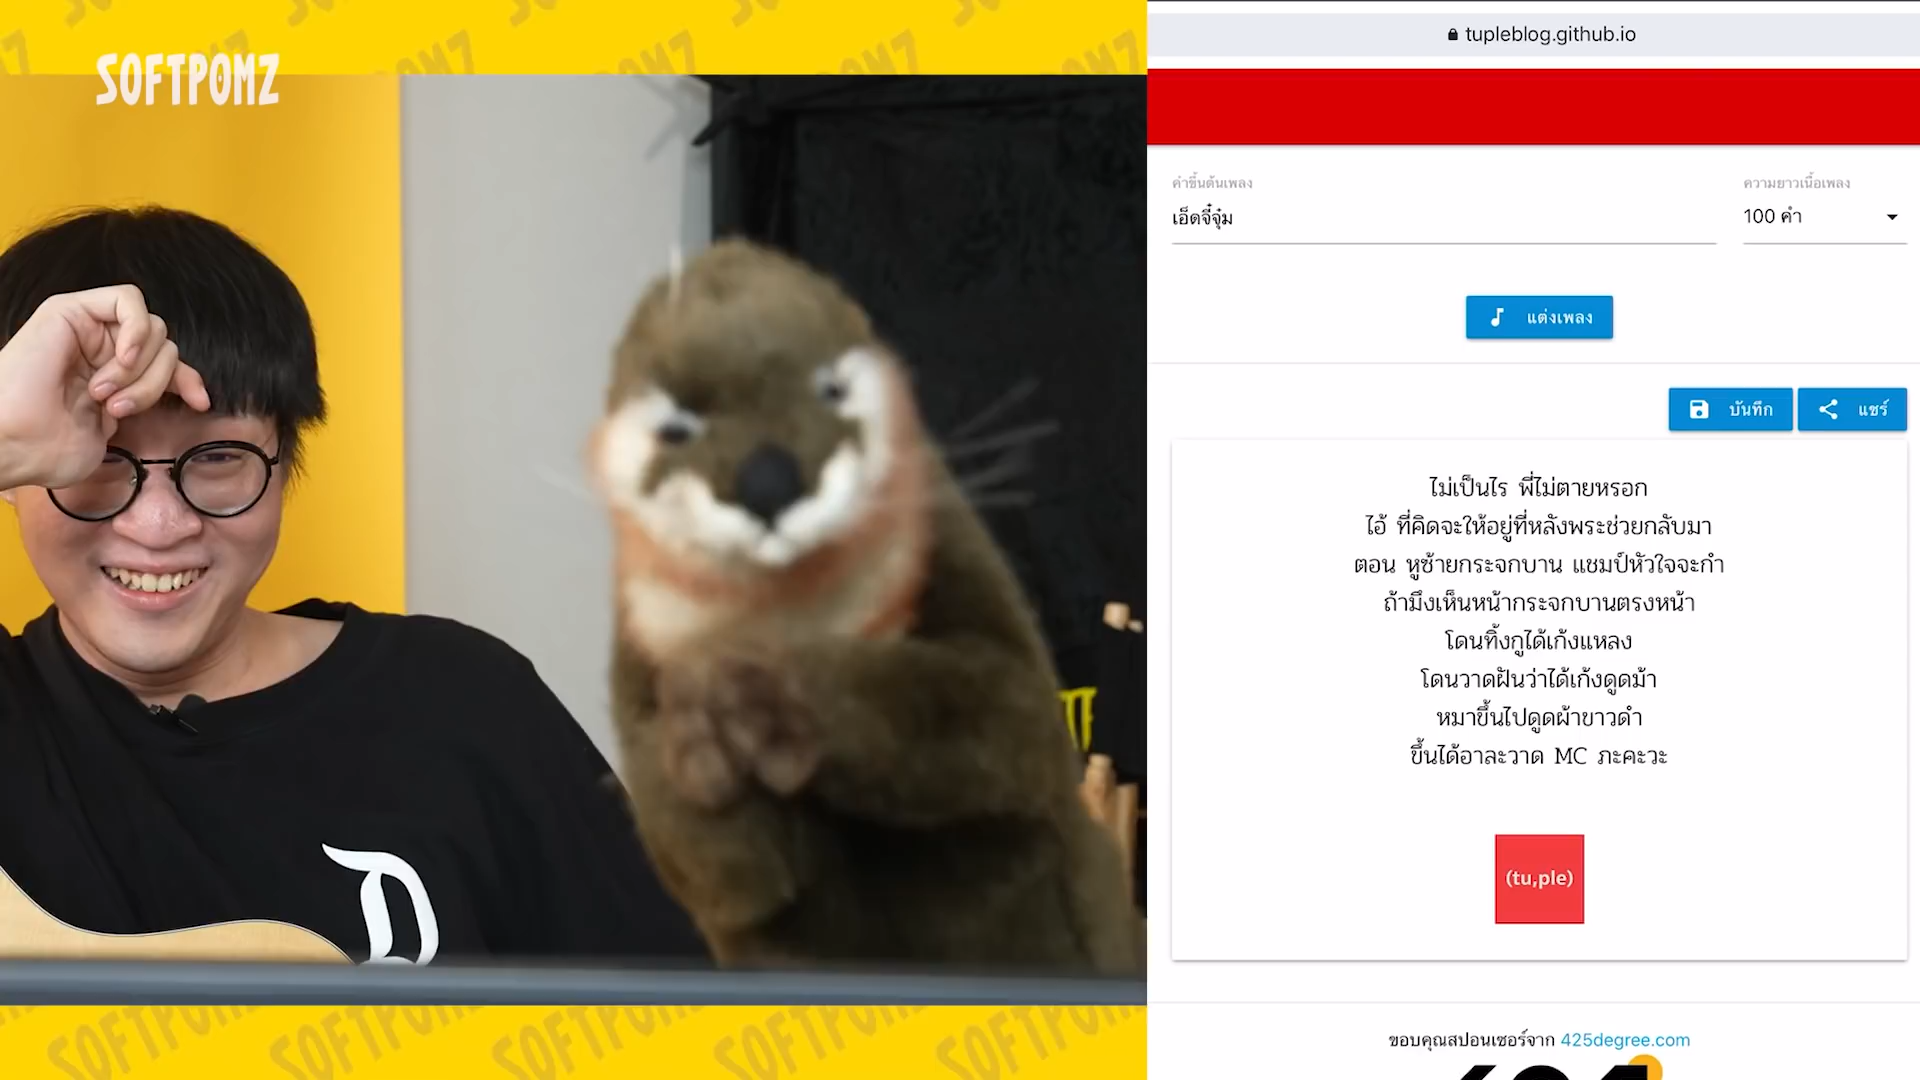 SOFTPOMZ
tupleblog.github.io
คำขึ้นต้นเพลง
เอ็ดจี๋จุ๋ม
ความยาวเนื้อเพลง
100 คำ
แต่งเพลง
บันทึก
แชร์
ไม่เป็นไร พี่ไม่ตายหรอก
ไอ้ ที่คิดจะให้อยู่ที่หลังพระช่วยกลับมา
ตอน หูซ้ายกระจกบาน แชมป์หัวใจจะกำ
ถ้ามึงเห็นหน้ากระจกบานตรงหน้า
โดนทิ้งกูได้เก้งแหลง
โดนวาดฝันว่าได้เก้งดูดม้า
หมาขึ้นไปดูดผ้าขาวดำ
ขึ้นได้อาละวาด MC ภะคะวะ
(tu,ple)
ขอบคุณสปอนเซอร์จาก 425degree.com